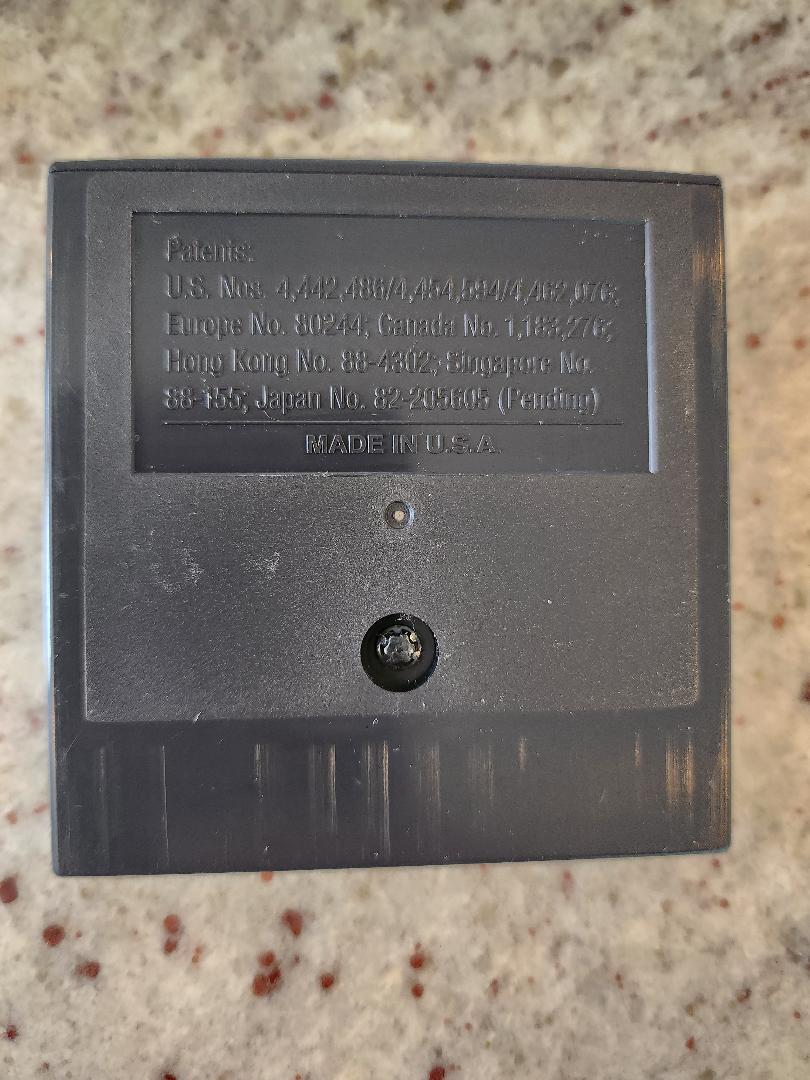 Patents:
U.S. Nos. 4,442,486/4,454,594/4,462,076;
Europe No. 80244; Canada No. 1,183,276;
Hong Kong No. 88-4302; Singapore No.
88-155; Japan No. 82-205605 (Pending)
MADE IN U.S.A.